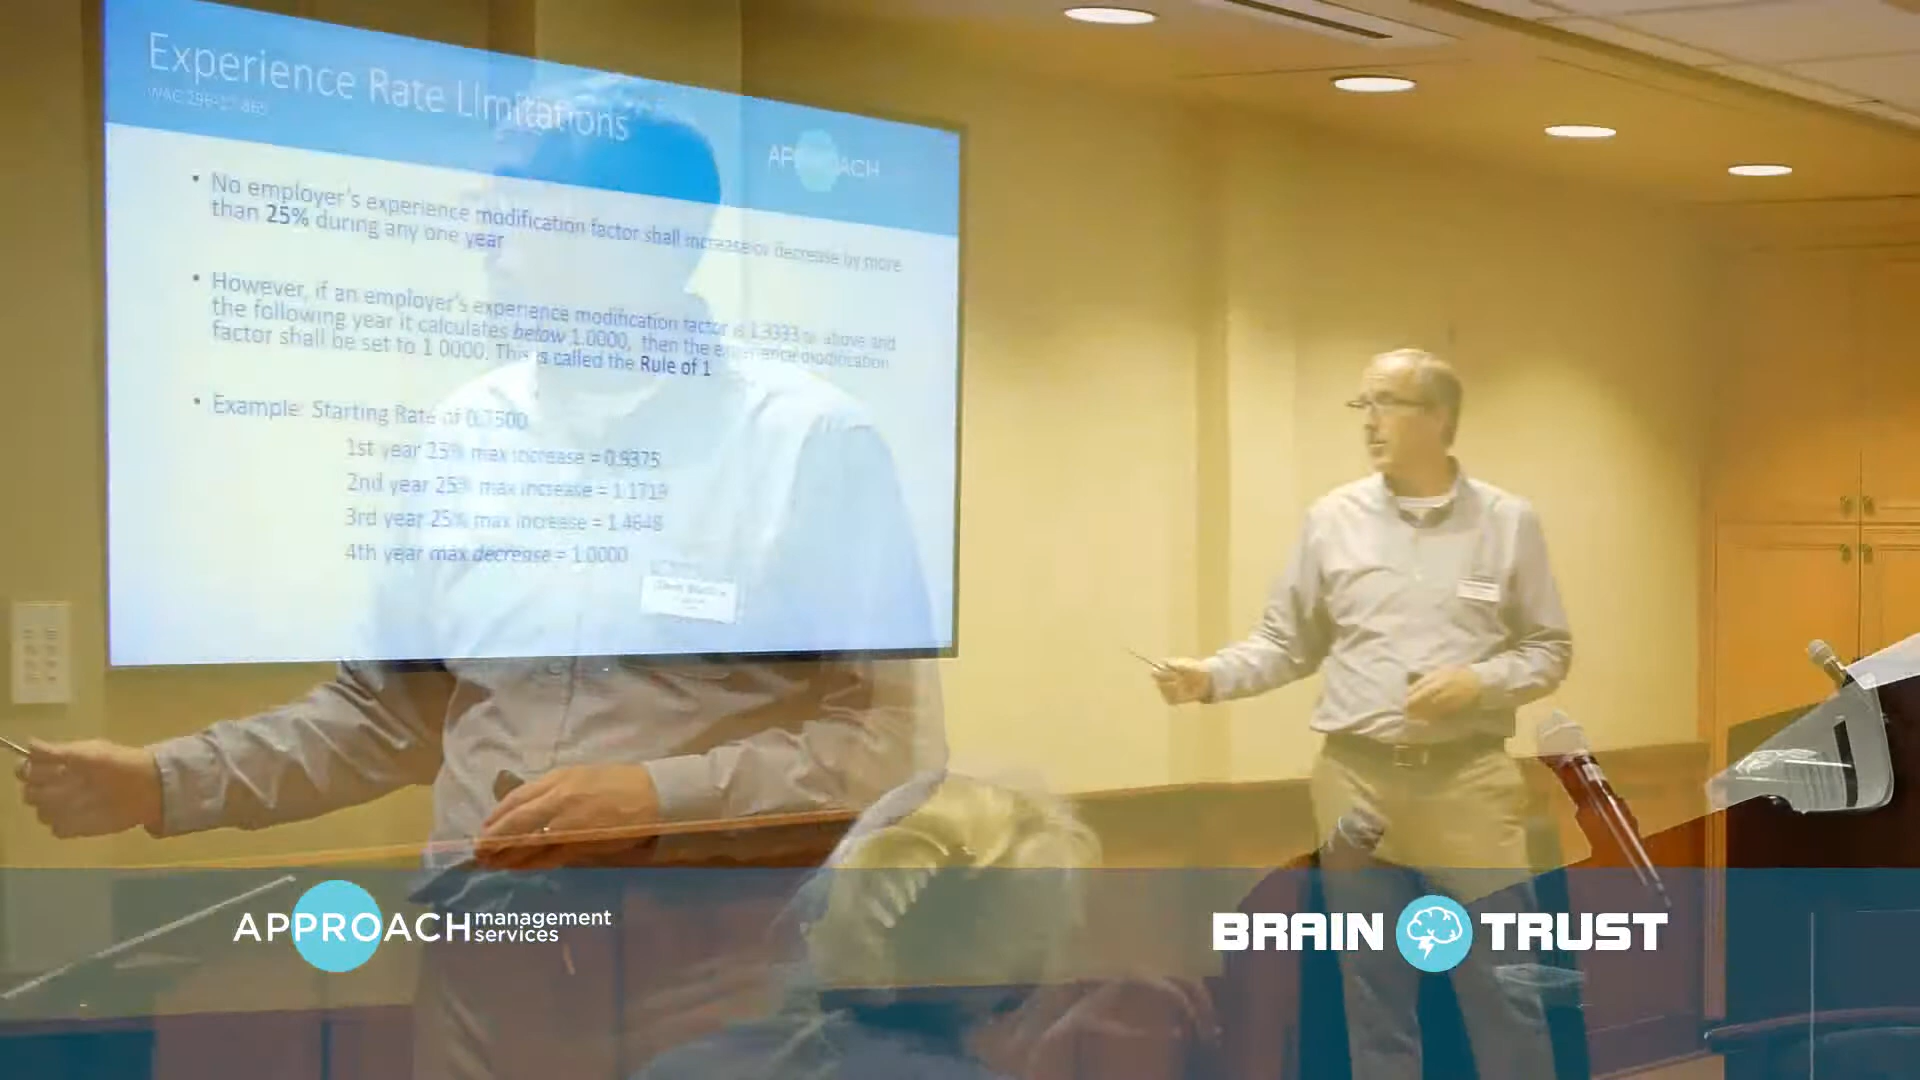 Experience Rate Limitations
WAC 296-17-865
APPROACH
• No employer's experience modification factor shall increase or decrease by more
than 25% during any one year
• However, if an employer's experience modification factor is 1.3333 or above and
the following year it calculates below 1.0000, then the experience modification
factor shall be set to 1.0000. This is called the Rule of 1
• Example: Starting Rate of 0.7500
1st year 25% max increase = 0.9375
2nd year 25% max increase = 1.1719
3rd year 25% max increase = 1.4648
4th year max decrease = 1.0000
APPROACH management
services
BRAIN TRUST